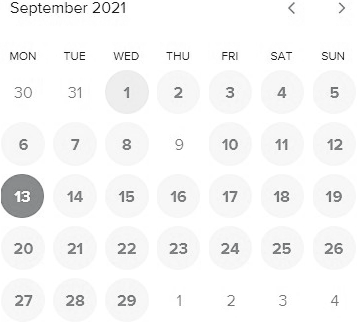 September 2021 < >
MON TUE WED THU FRI SAT SUN
30 31 1 2 3 4 5
6 7 8 9 10 11 12
13 14 15 16 17 18 19
20 21 22 23 24 25 26
27 28 29 1 2 3 4